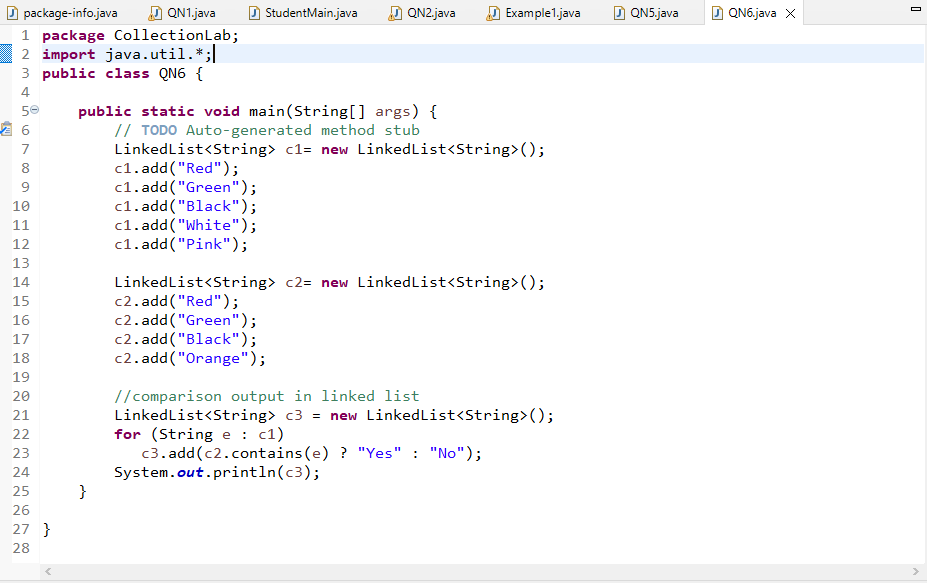 package-info.java QN1.java StudentMain.java QN2.java Example1.java QN5.java QN6.java
1 package CollectionLab;
2 import java.util.*;
3 public class QN6 {
4
5 public static void main(String[] args) {
6 // TODO Auto-generated method stub
7 LinkedList<String> c1= new LinkedList<String>();
8 c1.add("Red");
9 c1.add("Green");
10 c1.add("Black");
11 c1.add("White");
12 c1.add("Pink");
13
14 LinkedList<String> c2= new LinkedList<String>();
15 c2.add("Red");
16 c2.add("Green");
17 c2.add("Black");
18 c2.add("Orange");
19
20 //comparison output in linked list
21 LinkedList<String> c3 = new LinkedList<String>();
22 for (String e : c1)
23 c3.add(c2.contains(e) ? "Yes" : "No");
24 System.out.println(c3);
25 }
26
27 }
28